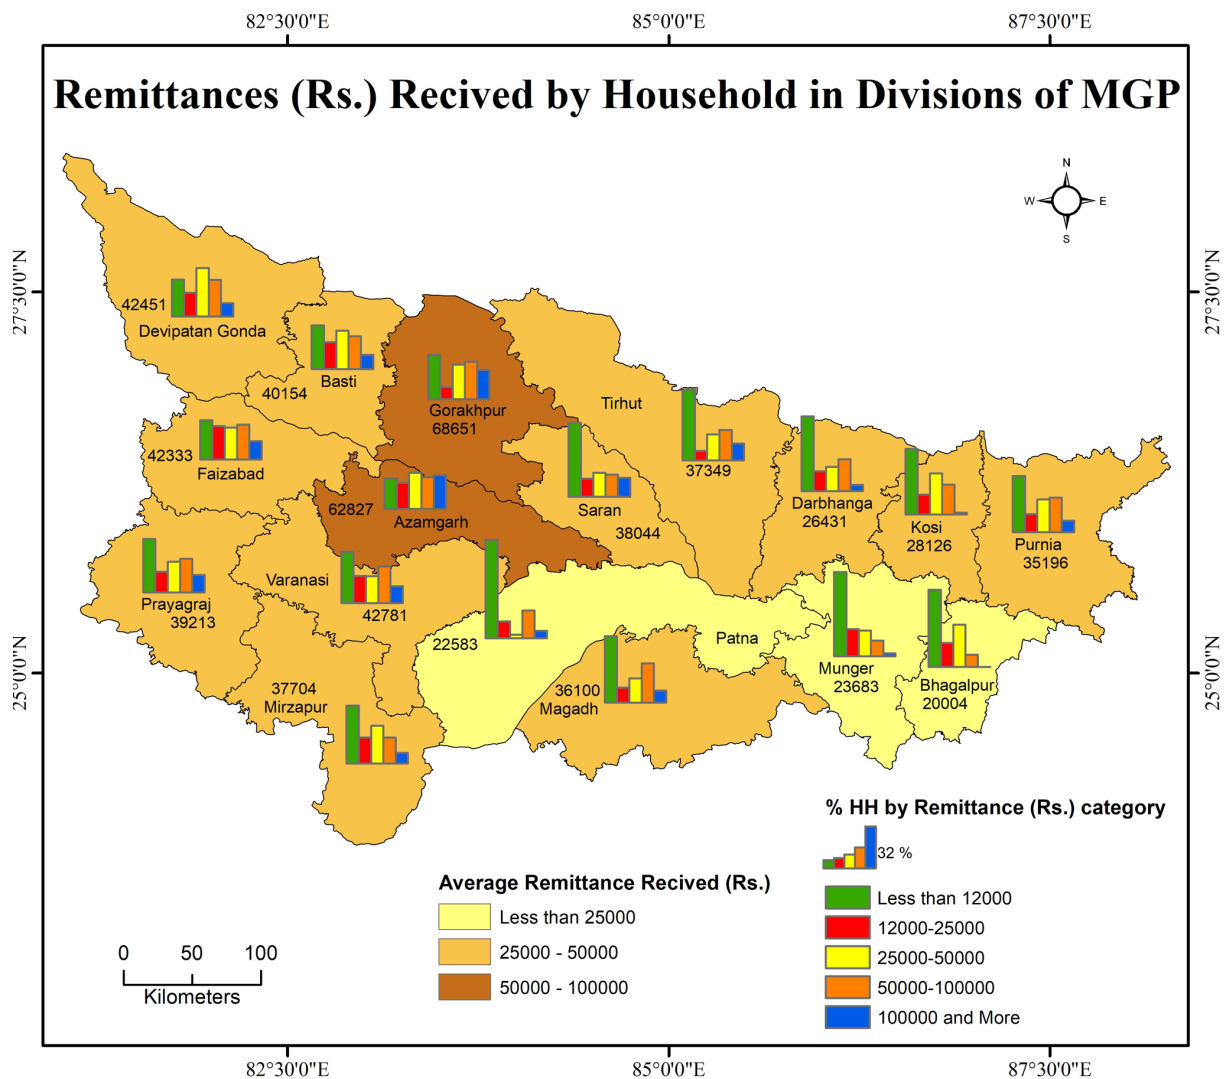 82°30'0"E 85°0'0"E 87°30'0"E
Remittances (Rs.) Recived by Household in Divisions of MGP
N
W E
S
27°30'0"N 27°30'0"N
42451
Devipatan Gonda
Basti
40154
Tirhut
Gorakhpur
68651
42333
Faizabad
37349
62827
Azamgarh
Saran
38044
Darbhanga
26431
Kosi
28126
Purnia
35196
Varanasi
42781
Prayagraj
39213
22583
Patna
Munger
23683
Bhagalpur
20004
36100
Magadh
37704
Mirzapur
25°0'0"N 25°0'0"N
% HH by Remittance (Rs.) category
32 %
Less than 12000
12000-25000
25000-50000
50000-100000
100000 and More
Average Remittance Recived (Rs.)
Less than 25000
25000 - 50000
50000 - 100000
0 50 100
Kilometers
82°30'0"E 85°0'0"E 87°30'0"E